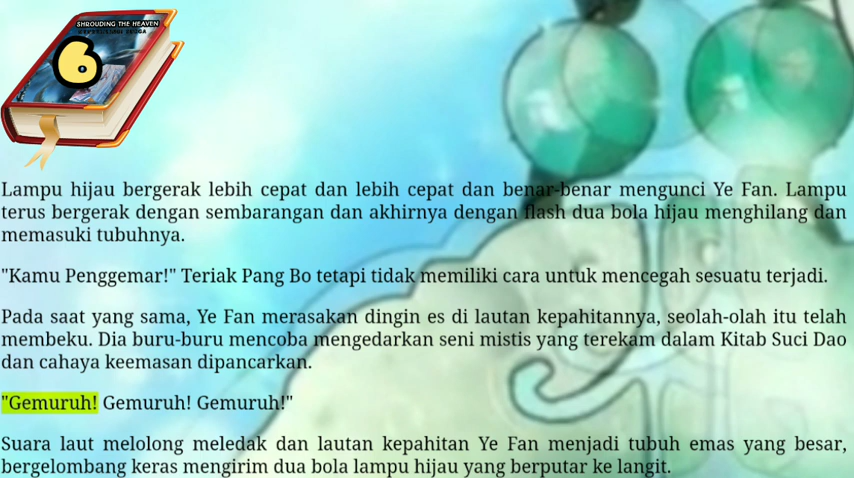 SHROUDING THE HEAVEN
6
Lampu hijau bergerak lebih cepat dan lebih cepat dan benar-benar mengunci Ye Fan. Lampu
terus bergerak dengan sembarangan dan akhirnya dengan flash dua bola hijau menghilang dan
memasuki tubuhnya.
"Kamu Penggemar!" Teriak Pang Bo tetapi tidak memiliki cara untuk mencegah sesuatu terjadi.
Pada saat yang sama, Ye Fan merasakan dingin es di lautan kepahitannya, seolah-olah itu telah
membeku. Dia buru-buru mencoba mengedarkan seni mistis yang terekam dalam Kitab Suci Dao
dan cahaya keemasan dipancarkan.
"Gemuruh! Gemuruh! Gemuruh!"
Suara laut melolong meledak dan lautan kepahitan Ye Fan menjadi tubuh emas yang besar,
bergelombang keras mengirim dua bola lampu hijau yang berputar ke langit.